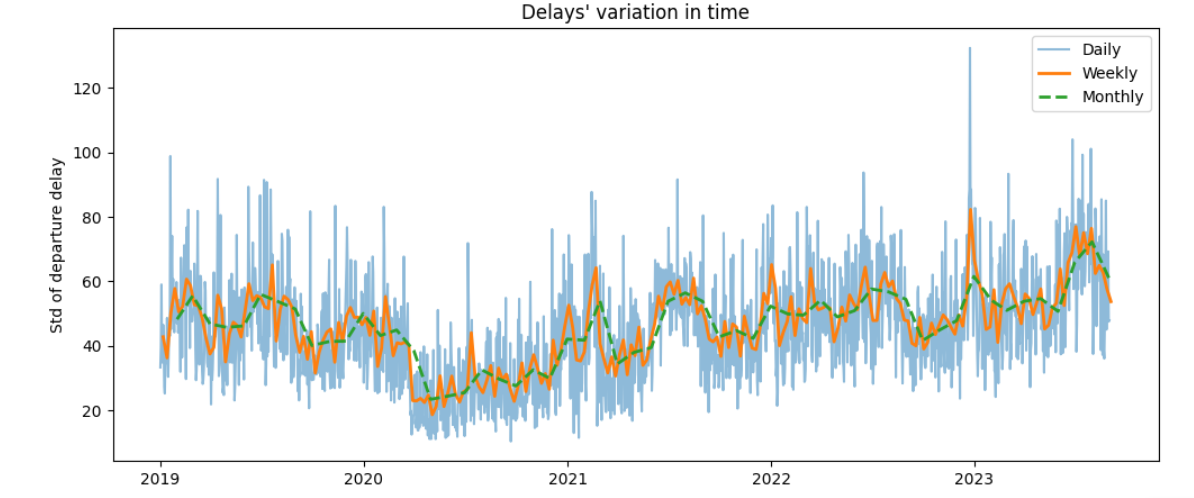 Delays' variation in time
Daily
Weekly
Monthly
Std of departure delay
120
100
80
60
40
20
2019 2020 2021 2022 2023